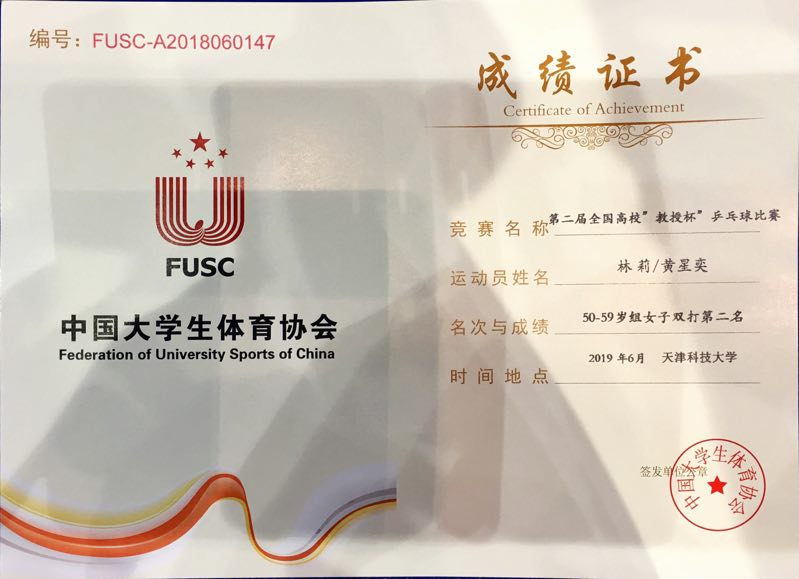 编号：FUSC-A2018060147
FUSC
中国大学生体育协会
Federation of University Sports of China
成绩证书
Certificate of Achievement
竞赛名称 第二届全国高校”教授杯”乒乓球比赛
运动员姓名 林莉/黄星奕
名次与成绩 50-59岁组女子双打第二名
时间地点 2019年6月 天津科技大学
签发单位公章
中国大学生体育协会